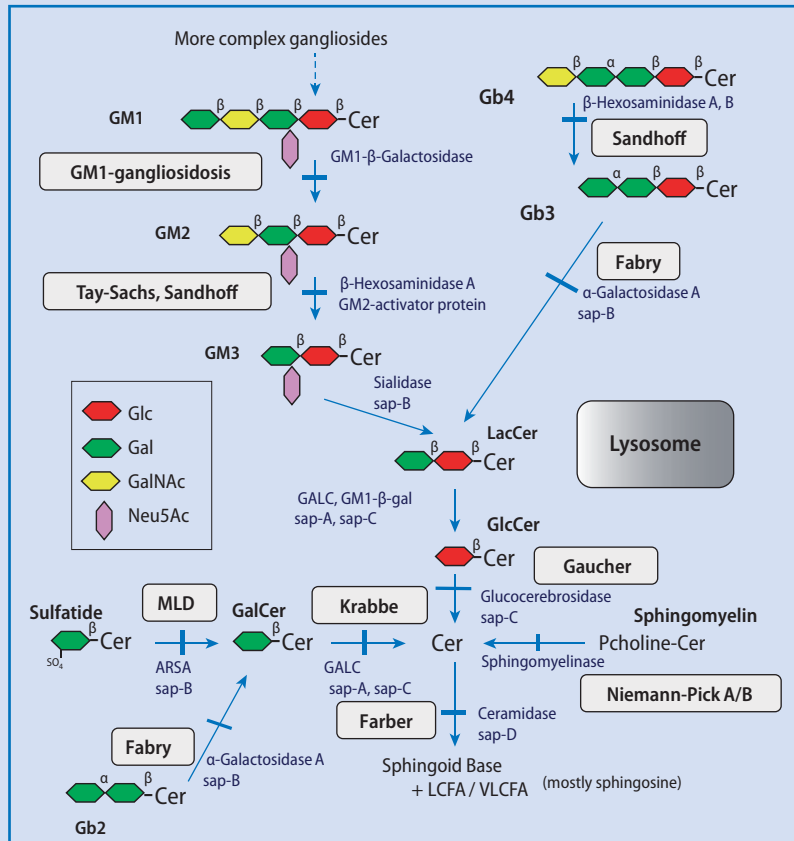 More complex gangliosides
GM1
β
β
β
β
Cer
GM1-β-Galactosidase
GM1-gangliosidosis
GM2
β
β
β
Cer
β-Hexosaminidase A
GM2-activator protein
Tay-Sachs, Sandhoff
GM3
β
β
Cer
Sialidase
sap-B
Gb4
β
α
β
β
Cer
β-Hexosaminidase A, B
Sandhoff
Gb3
α
β
β
Cer
Fabry
α-Galactosidase A
sap-B
Glc
Gal
GalNAc
Neu5Ac
Lysosome
LacCer
β
β
Cer
GALC, GM1-β-gal
sap-A, sap-C
GlcCer
β
Cer
Gaucher
Glucocerebrosidase
sap-C
Sulfatide
β
Cer
SO4
MLD
ARSA
sap-B
GalCer
β
Cer
Krabbe
GALC
sap-A, sap-C
Cer
Sphingomyelin
Pcholine-Cer
Sphingomyelinase
Niemann-Pick A/B
Farber
Ceramidase
sap-D
Fabry
α-Galactosidase A
sap-B
α
β
Cer
Gb2
Sphingoid Base
+ LCFA / VLCFA
(mostly sphingosine)